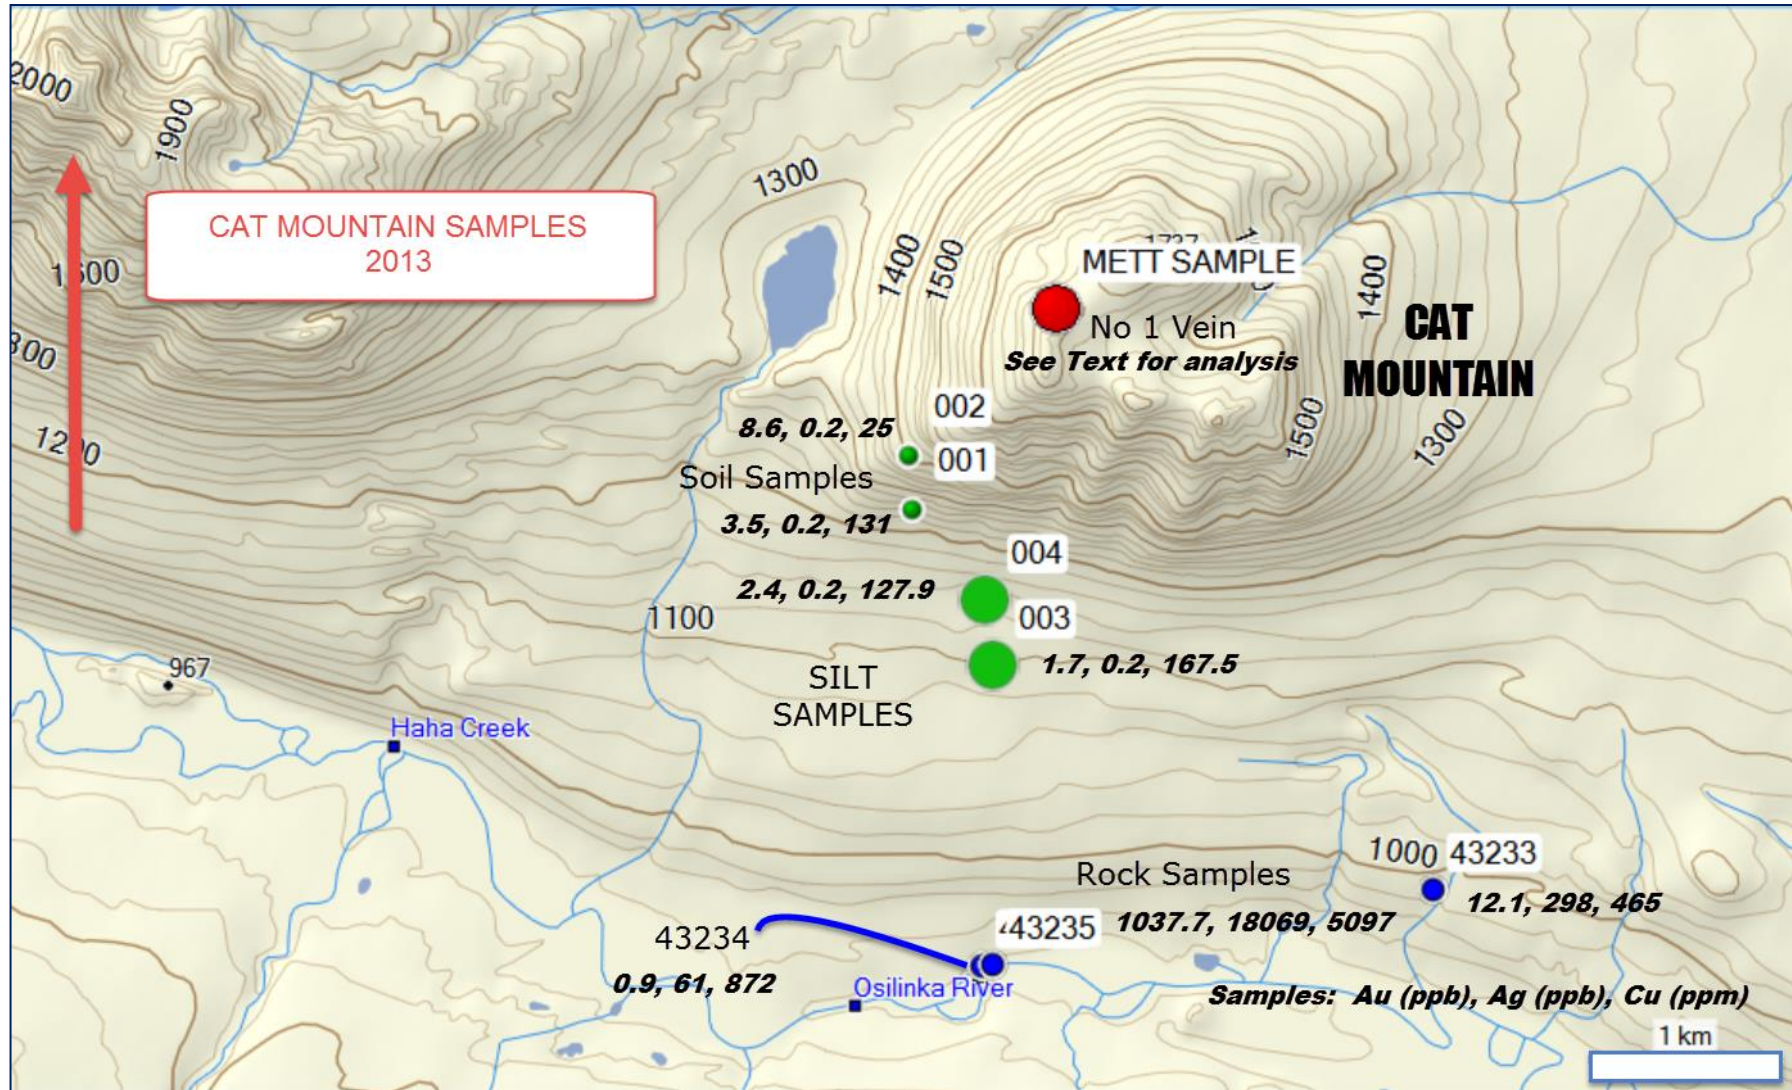 2000
1900
CAT MOUNTAIN SAMPLES
2013
1300
1400
1500
METT SAMPLE
1400
No 1 Vein
See Text for analysis
CAT
MOUNTAIN
1200
002
8.6, 0.2, 25
001
Soil Samples
3.5, 0.2, 131
1500
1300
004
2.4, 0.2, 127.9
003
1100
1.7, 0.2, 167.5
SILT
SAMPLES
967
Haha Creek
1000
43233
Rock Samples
12.1, 298, 465
43235
1037.7, 18069, 5097
43234
0.9, 61, 872
Osilinka River
Samples: Au (ppb), Ag (ppb), Cu (ppm)
1 km